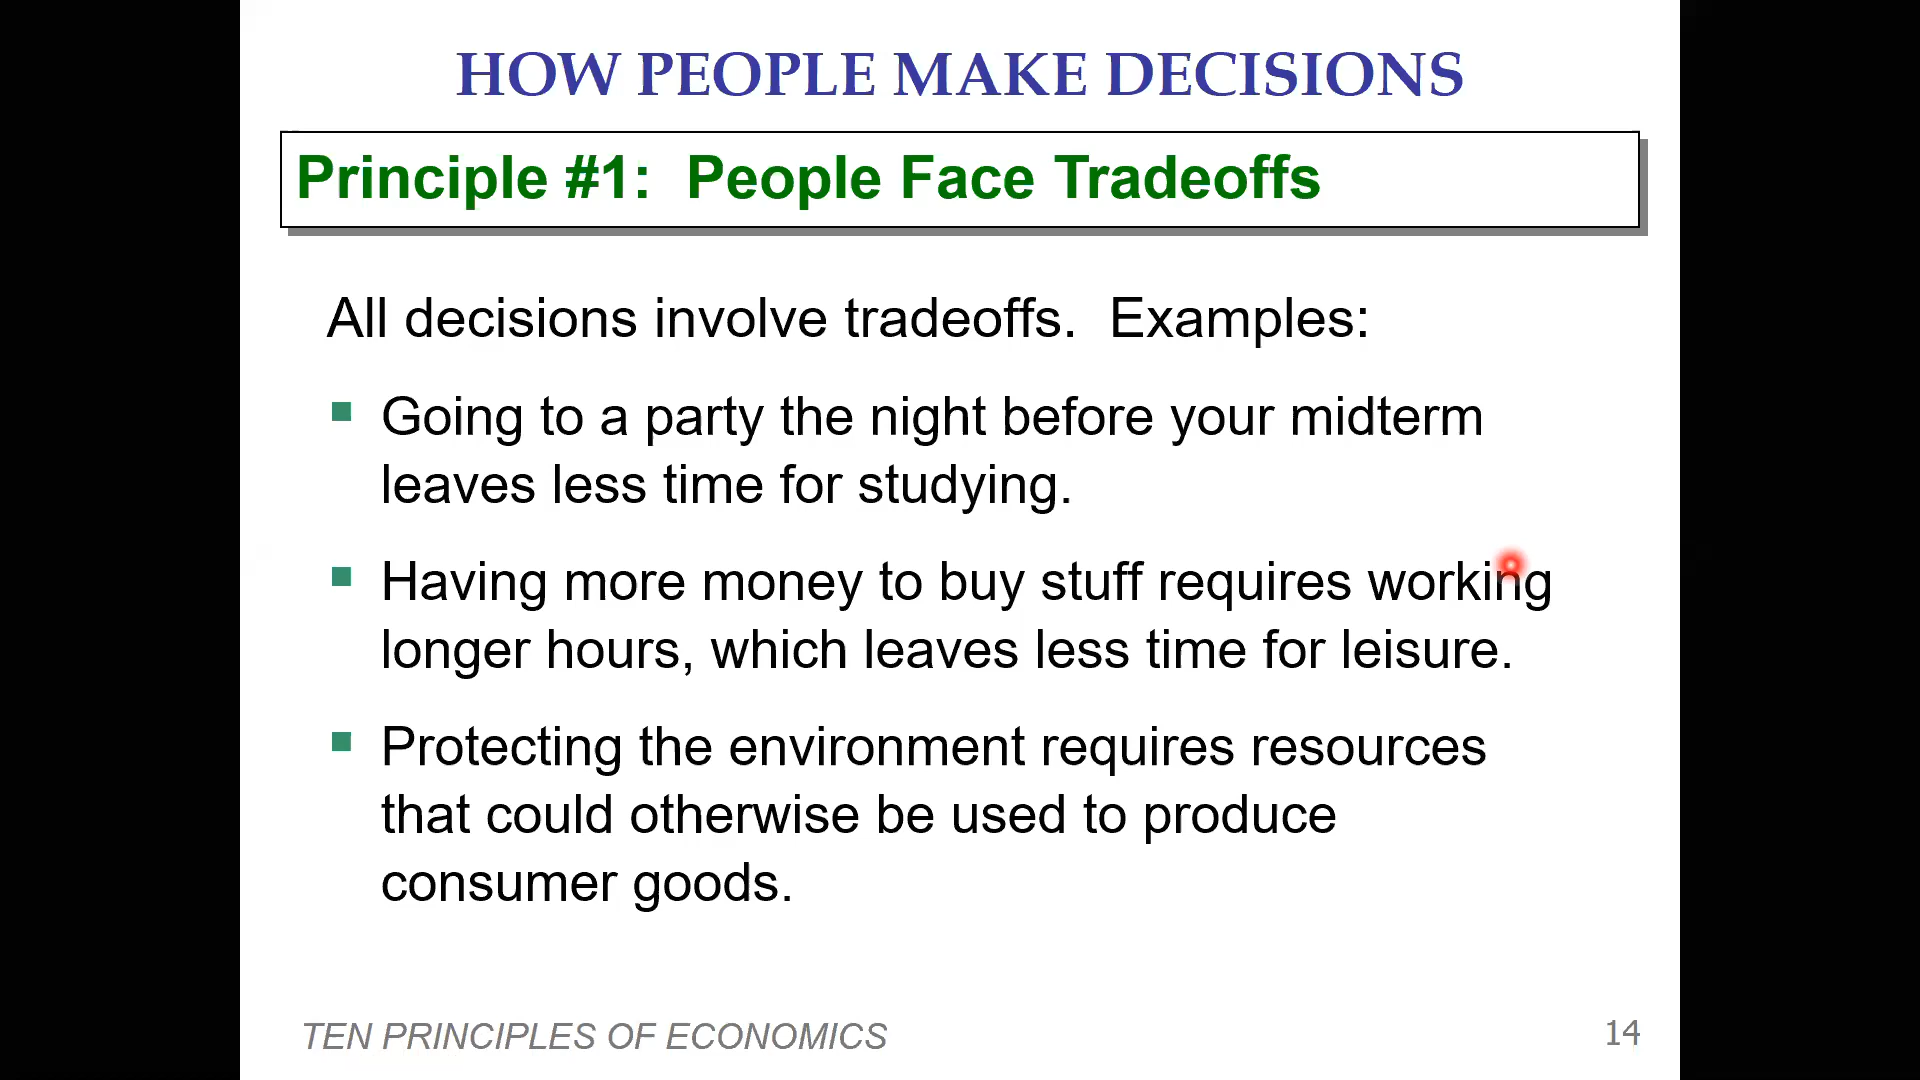 HOW PEOPLE MAKE DECISIONS
Principle #1:  People Face Tradeoffs
All decisions involve tradeoffs.  Examples:
Going to a party the night before your midterm
leaves less time for studying.
Having more money to buy stuff requires working
longer hours, which leaves less time for leisure.
Protecting the environment requires resources
that could otherwise be used to produce
consumer goods.
TEN PRINCIPLES OF ECONOMICS
14